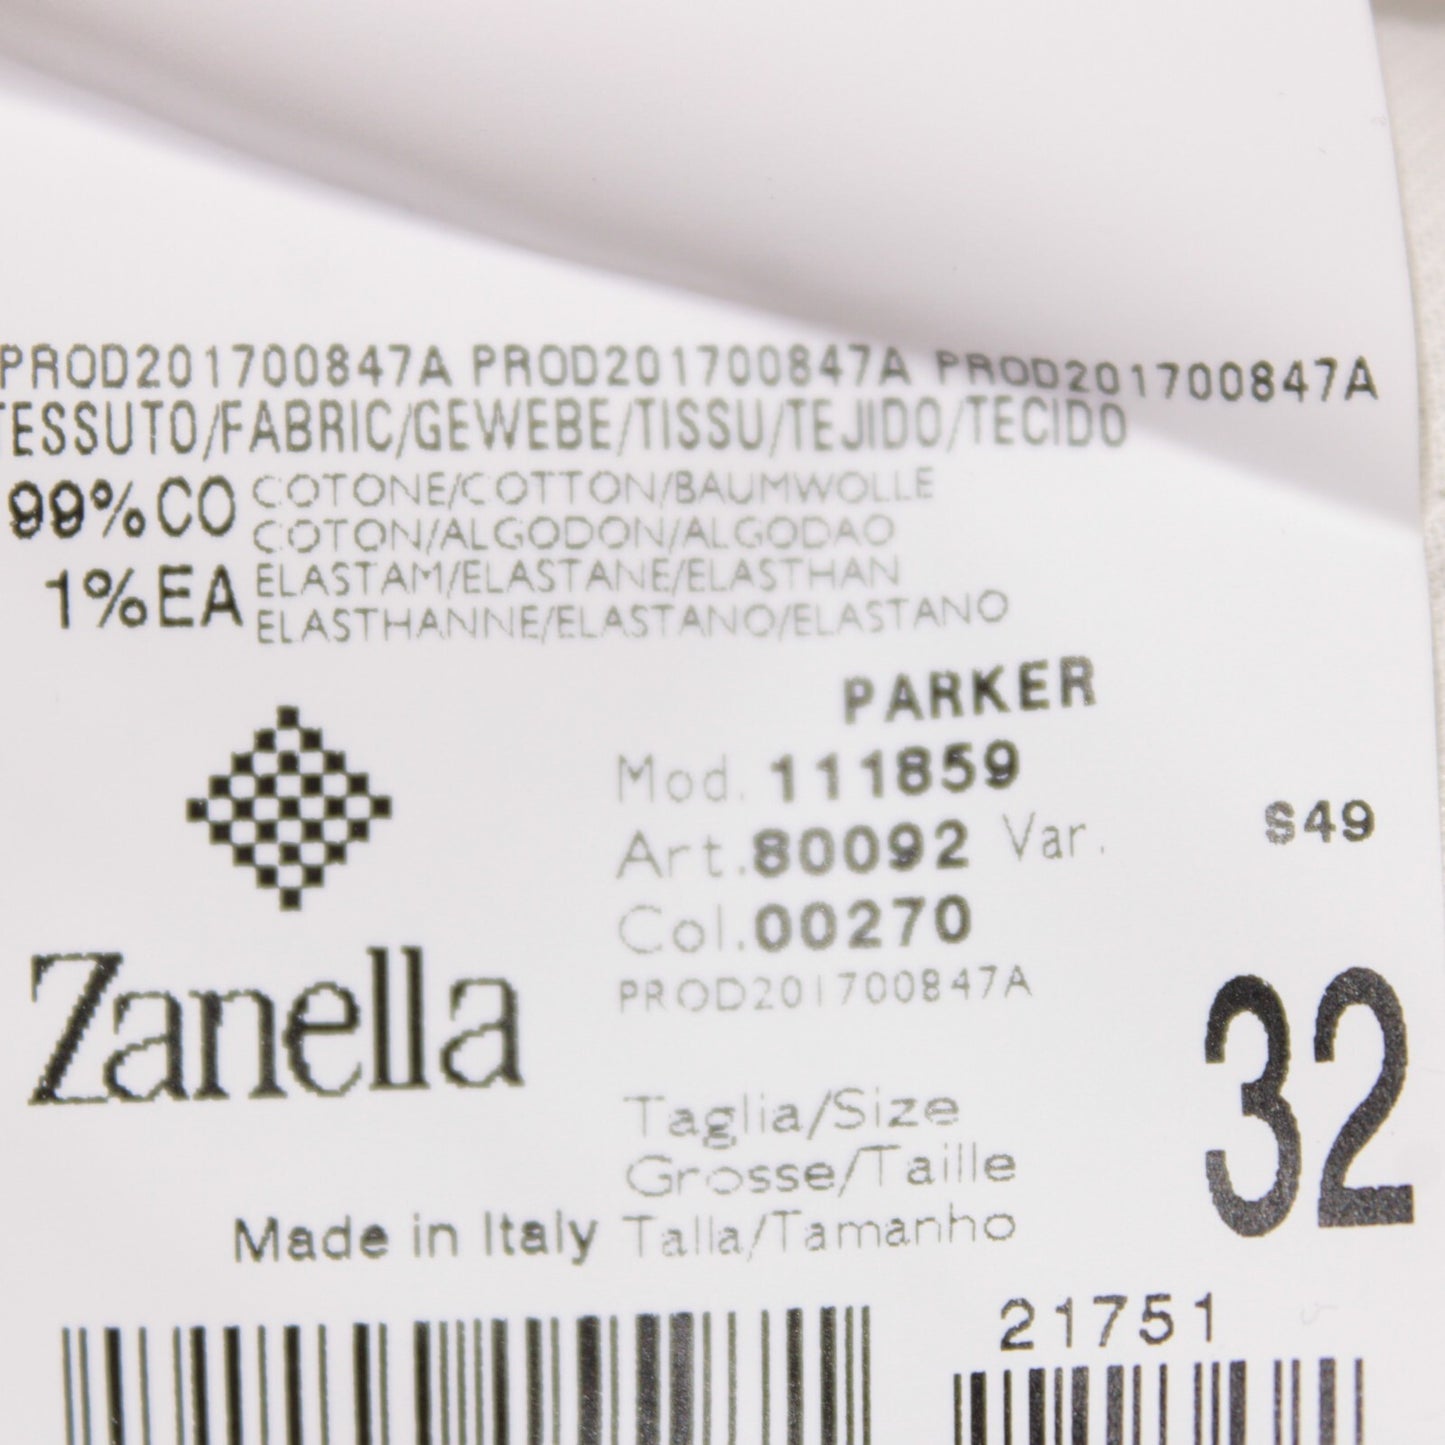 PROD201700847A PROD201700847A PROD201700847A
TESSUTO/FABRIC/GEWEBE/TISSU/TEJIDO/TECIDO
99%CO COTONE/COTTON/BAUMWOLLE
COTON/ALGODON/ALGODAO
1%EA ELASTAM/ELASTANE/ELASTHAN
ELASTHANNE/ELASTANO/ELASTANO
PARKER
Mod. 111859
Art.80092 Var. S49
Col.00270
PROD201700847A
Zanella
32
Taglia/Size
Grosse/Taille
Talla/Tamanho
Made in Italy
21751